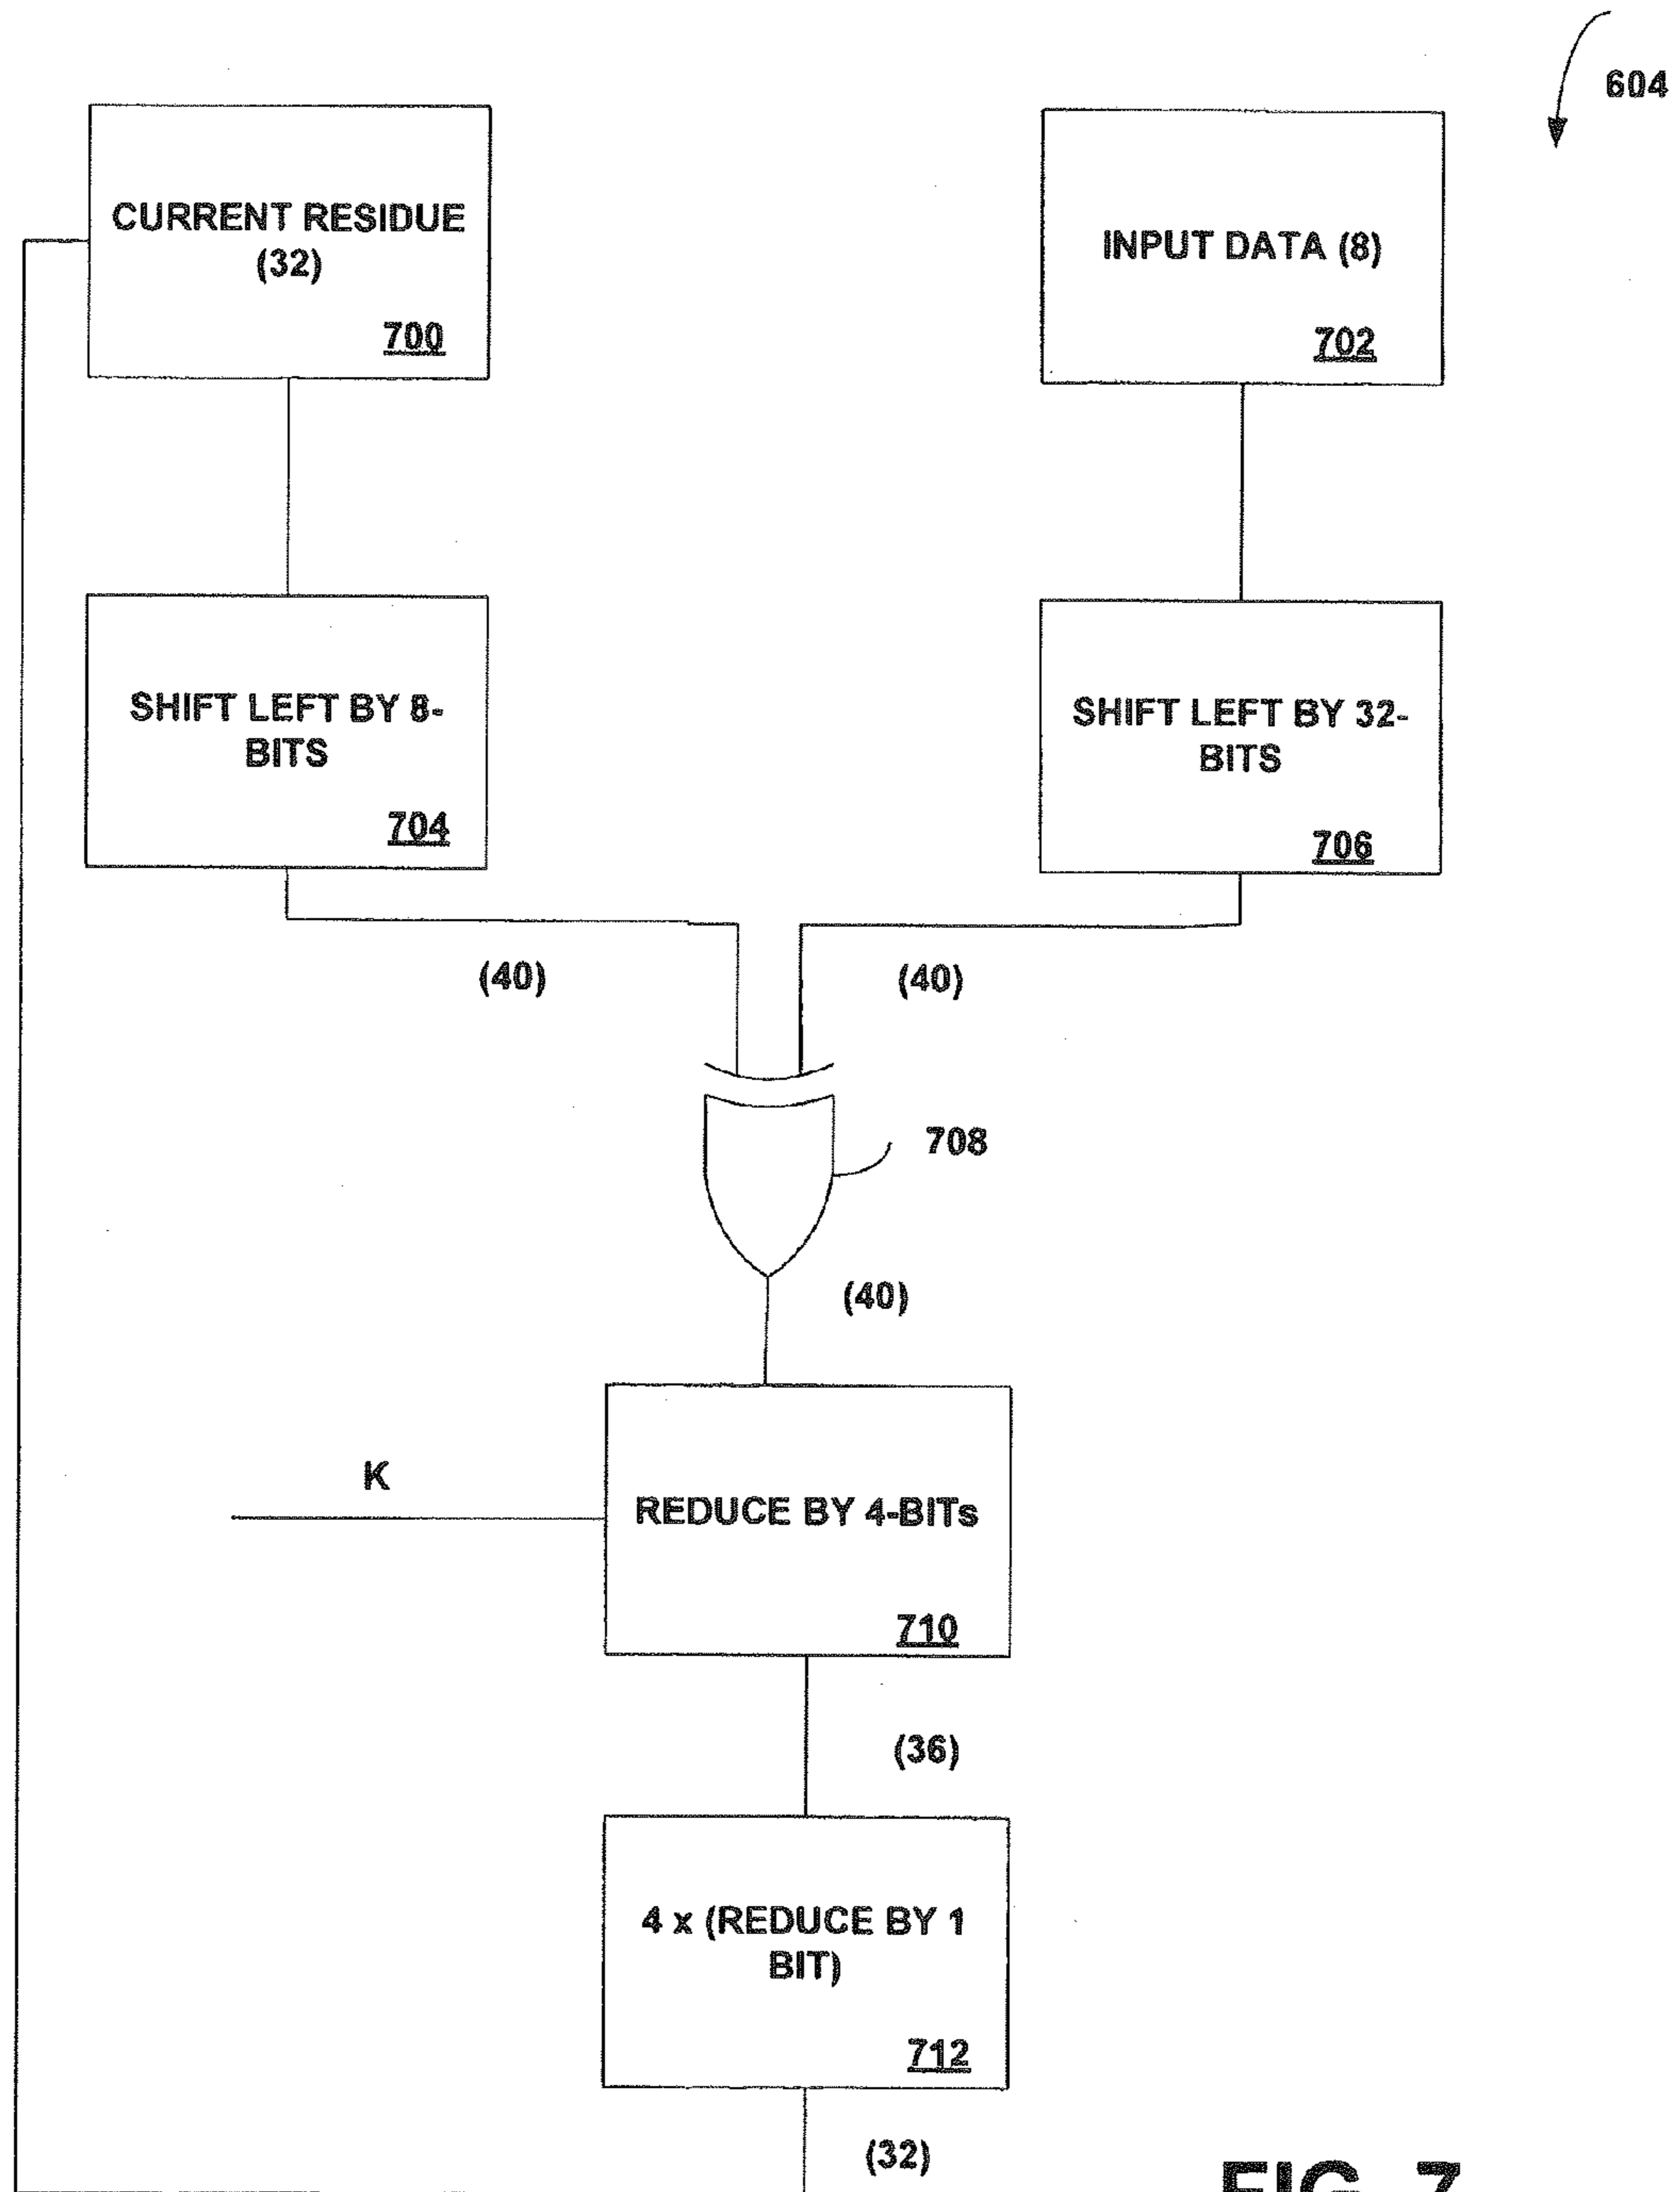 604
CURRENT RESIDUE
(32)
700
INPUT DATA (8)
702
SHIFT LEFT BY 8-
BITS
704
SHIFT LEFT BY 32-
BITS
706
(40)
(40)
708
(40)
K
REDUCE BY 4-BITs
710
(36)
4 x (REDUCE BY 1
BIT)
712
(32)
FIG. 7